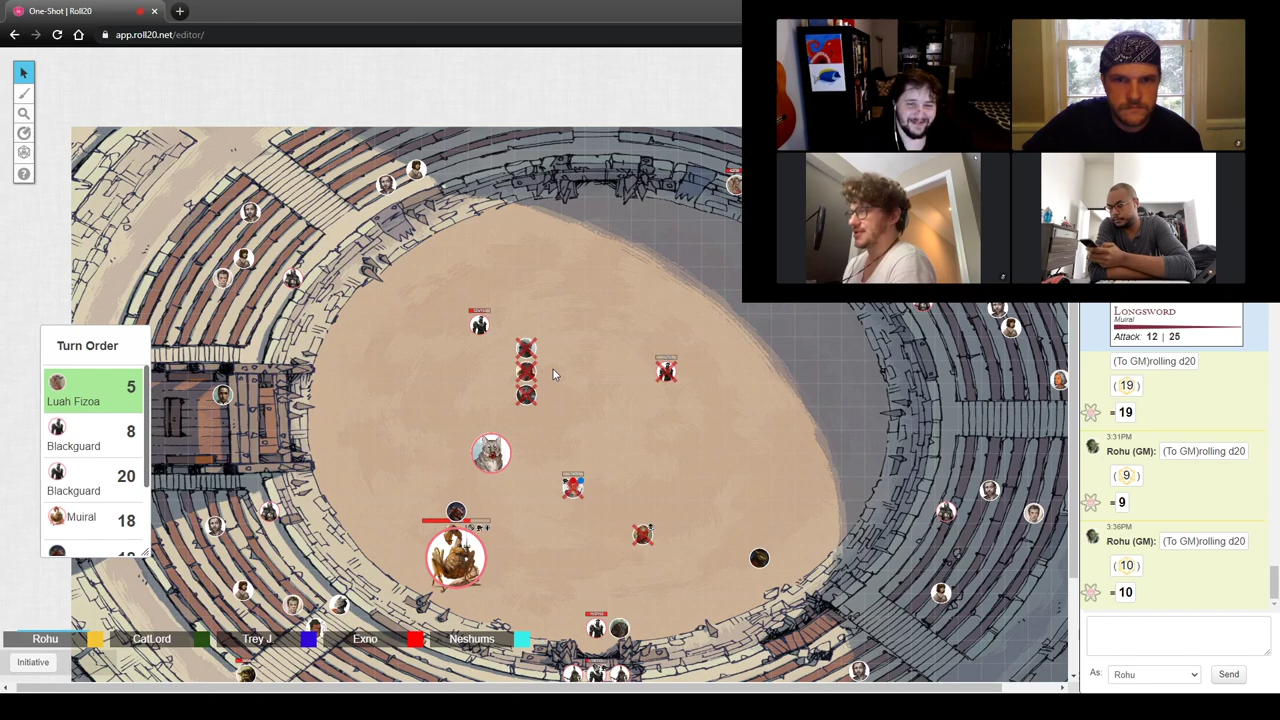 One-Shot | Roll20
app.roll20.net/editor/
Turn Order
Luah Fizoa 5
Blackguard 8
Blackguard 20
Muiral 18
Longsword
Muiral
Attack: 12 | 25
(To GM)rolling d20
(19)
= 19
3:31PM
Rohu (GM): (To GM)rolling d20
(9)
= 9
3:36PM
Rohu (GM): (To GM)rolling d20
(10)
= 10
Rohu
CatLord
Trey J
Exno
Neshums
Initiative
As: Rohu Send